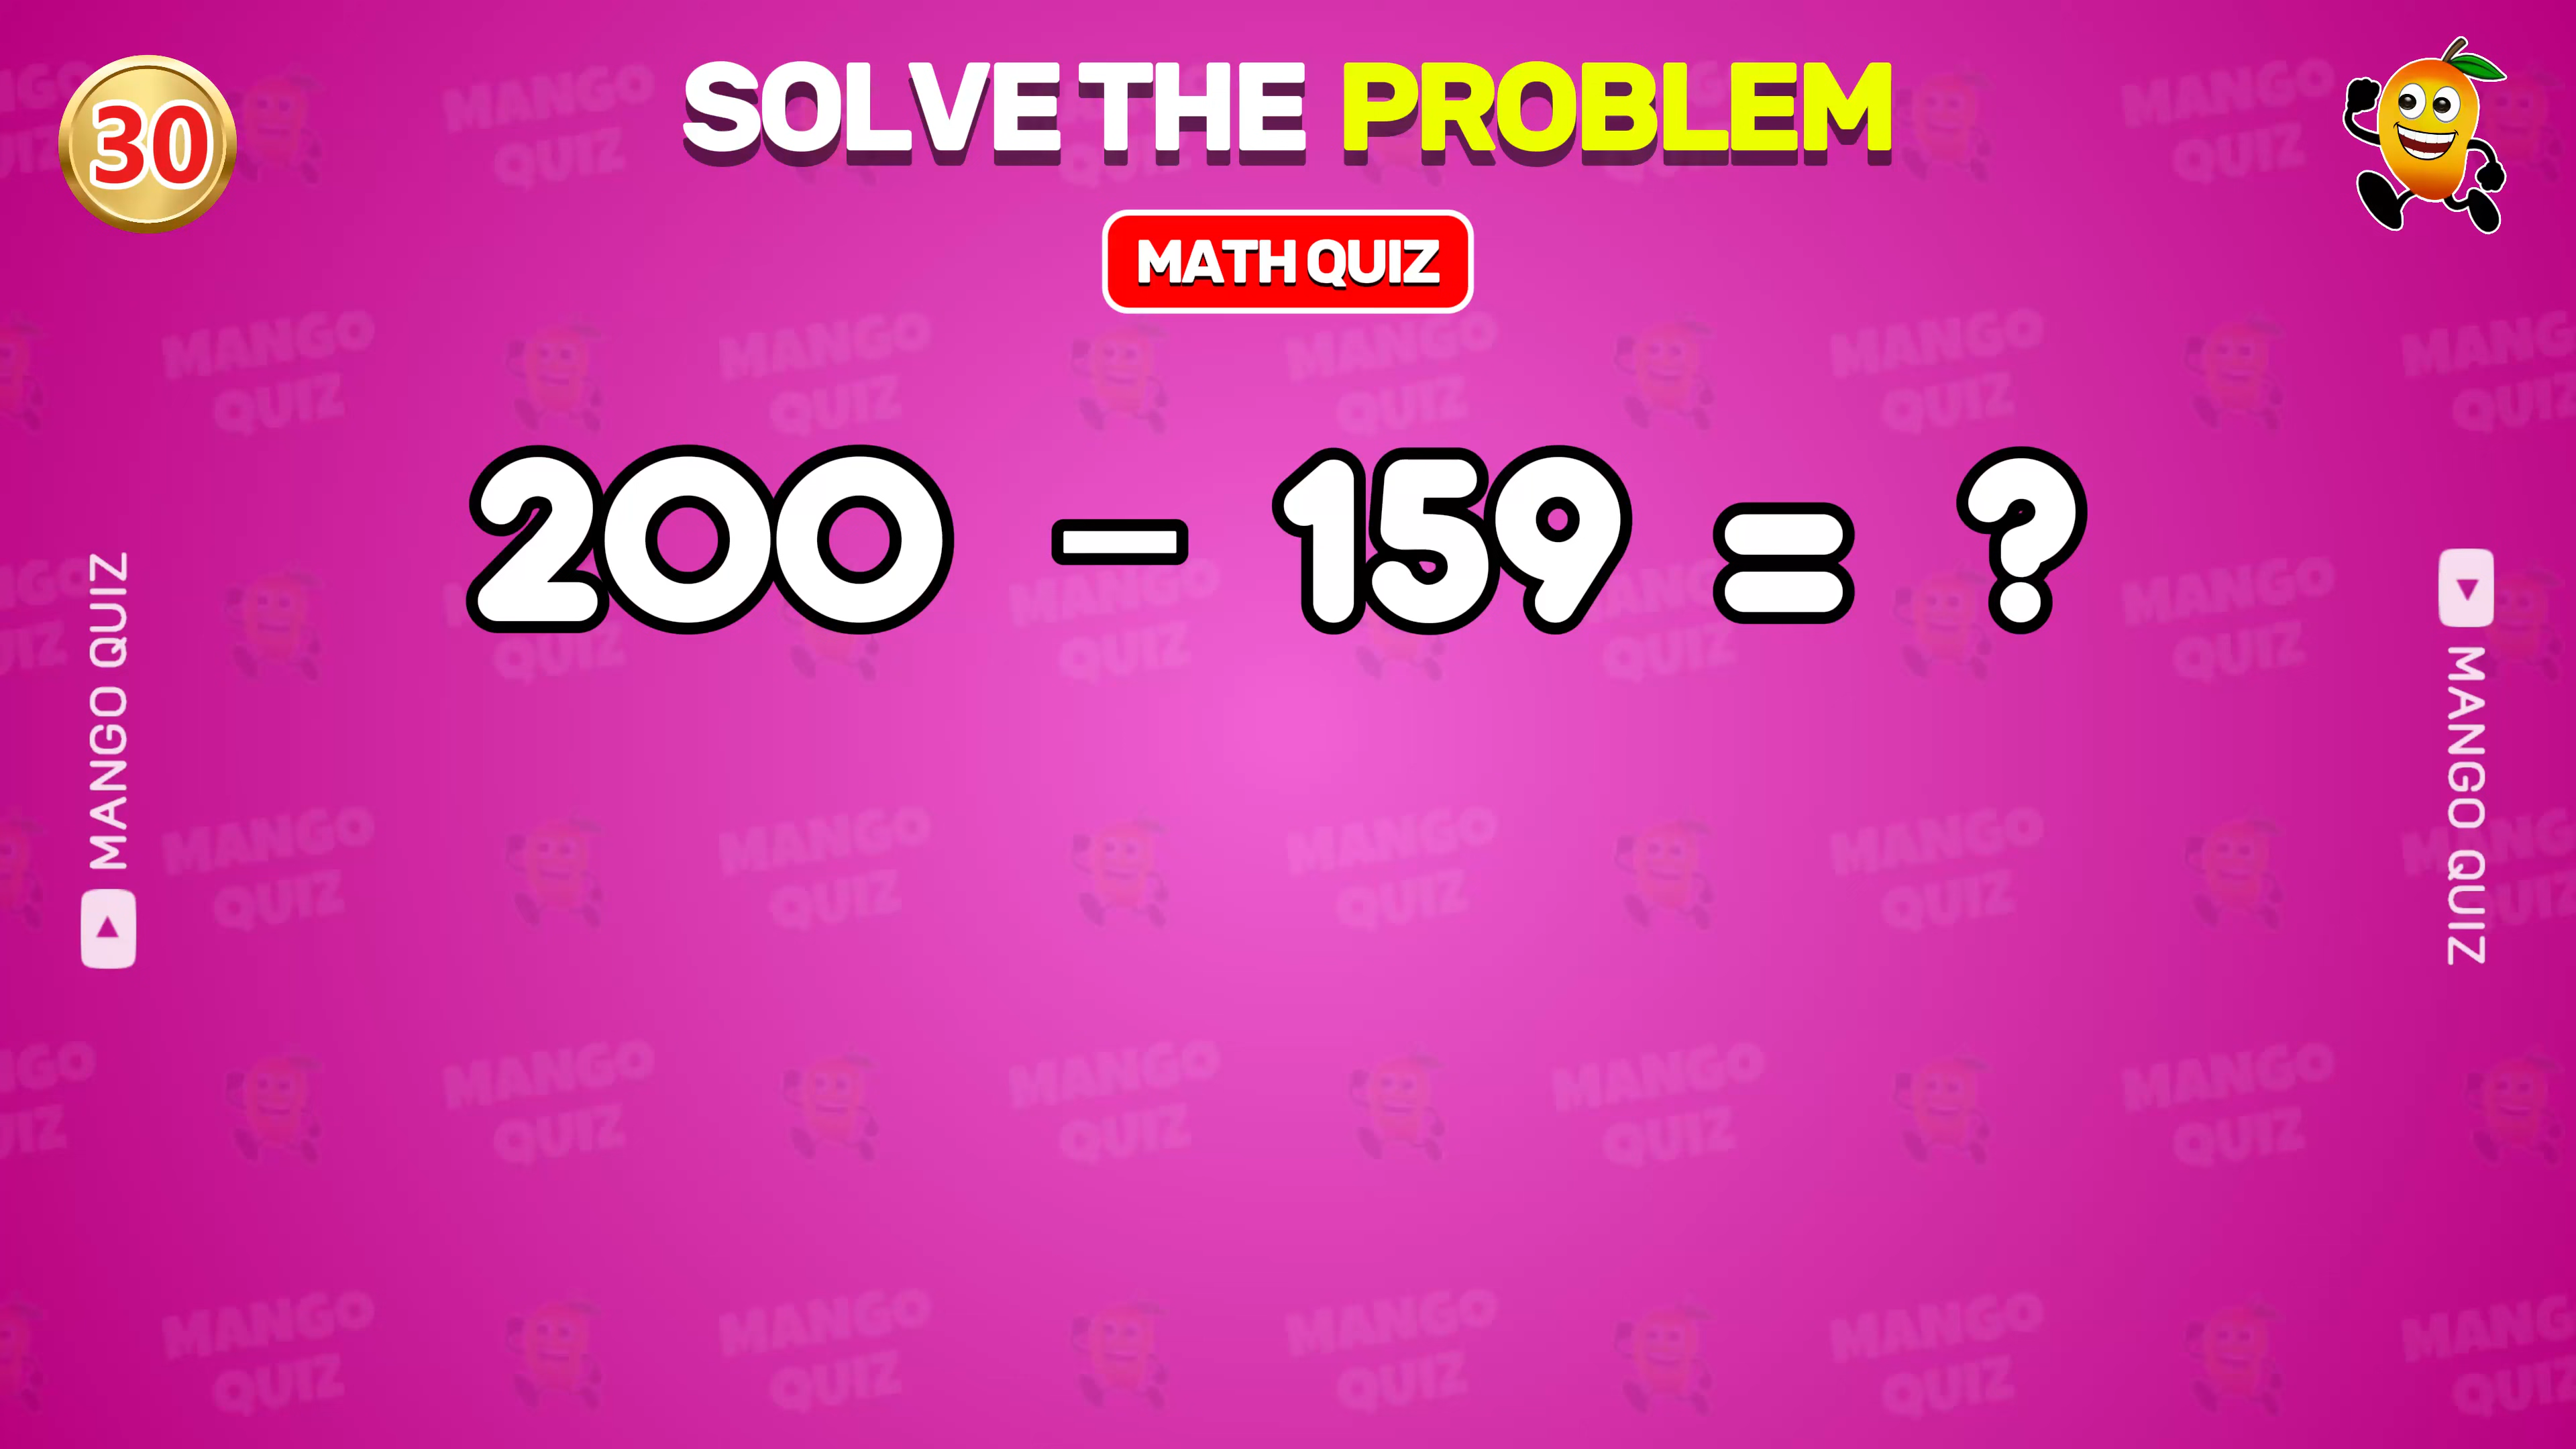 30
SOLVE THE PROBLEM
MATH QUIZ
200 - 159 = ?
MANGO QUIZ
MANGO QUIZ